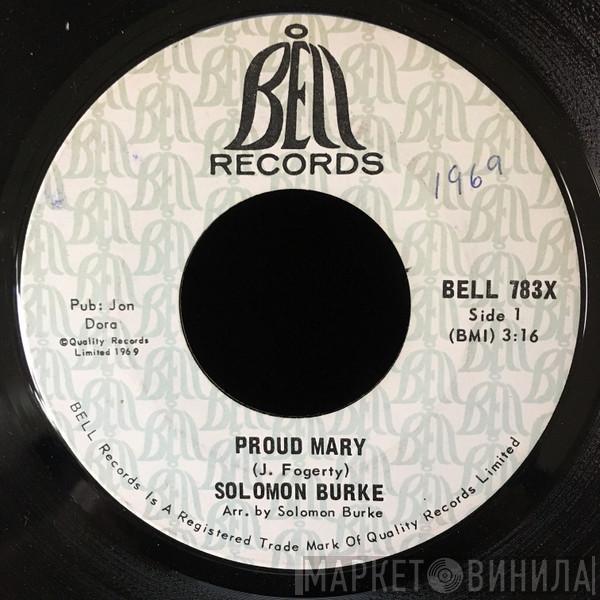 BELL
RECORDS
1969
BELL 783X
Side 1
(BMI) 3:16
Pub: Jon
Dora
©Quality Records
Limited 1969
PROUD MARY
(J. Fogerty)
SOLOMON BURKE
Arr. by Solomon Burke
BELL Records Is A Registered Trade Mark Of Quality Records Limited
МАРКЕТ ВИНИЛА